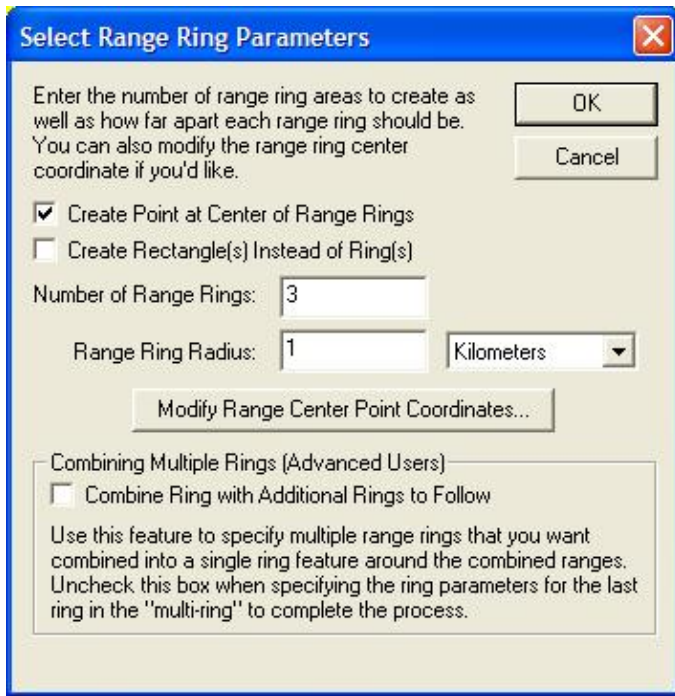 Select Range Ring Parameters
Enter the number of range ring areas to create as
well as how far apart each range ring should be.
You can also modify the range ring center
coordinate if you'd like.
OK
Cancel
Create Point at Center of Range Rings
Create Rectangle(s) Instead of Ring(s)
Number of Range Rings: 3
Range Ring Radius: 1 Kilometers
Modify Range Center Point Coordinates...
Combining Multiple Rings (Advanced Users)
Combine Ring with Additional Rings to Follow
Use this feature to specify multiple range rings that you want
combined into a single ring feature around the combined ranges.
Uncheck this box when specifying the ring parameters for the last
ring in the "multi-ring" to complete the process.